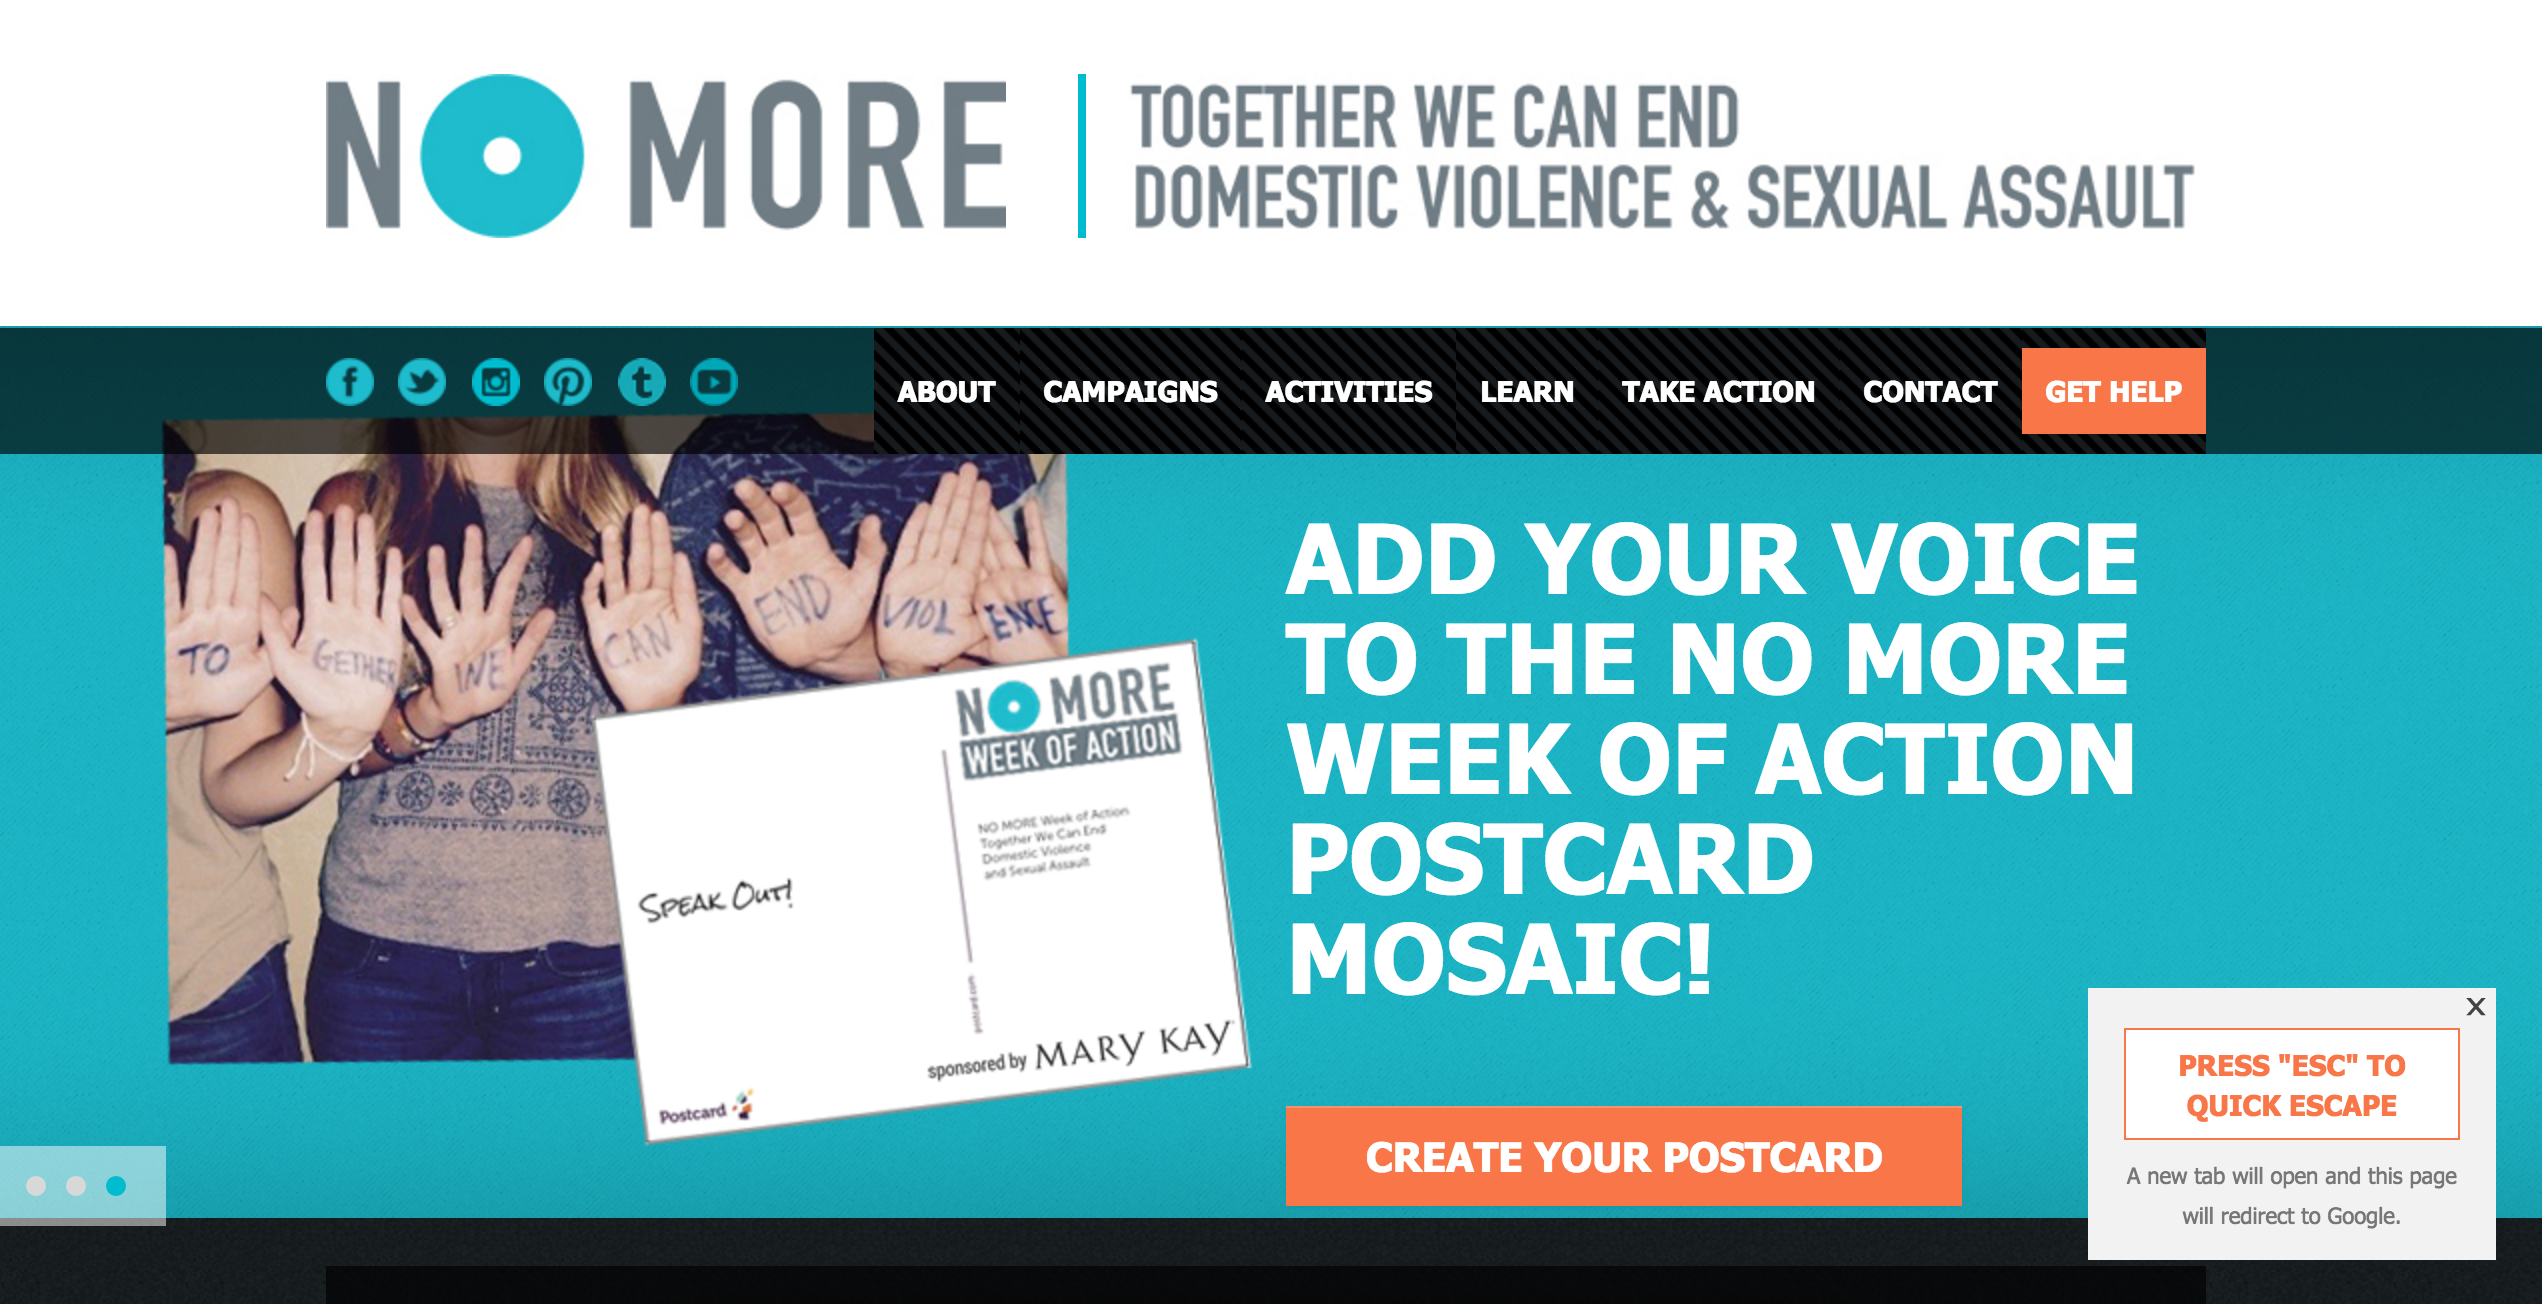 NO MORE
TOGETHER WE CAN END
DOMESTIC VIOLENCE & SEXUAL ASSAULT
ABOUT CAMPAIGNS ACTIVITIES LEARN TAKE ACTION CONTACT GET HELP
TO GETHER WE CAN END VIOL ENCE
NO MORE
WEEK OF ACTION
NO MORE Week of Action
Together We Can End
Domestic Violence
and Sexual Assault
SPEAK OUT!
postcard.com
sponsored by MARY KAY
Postcard
ADD YOUR VOICE
TO THE NO MORE
WEEK OF ACTION
POSTCARD
MOSAIC!
CREATE YOUR POSTCARD
X
PRESS "ESC" TO
QUICK ESCAPE
A new tab will open and this page
will redirect to Google.